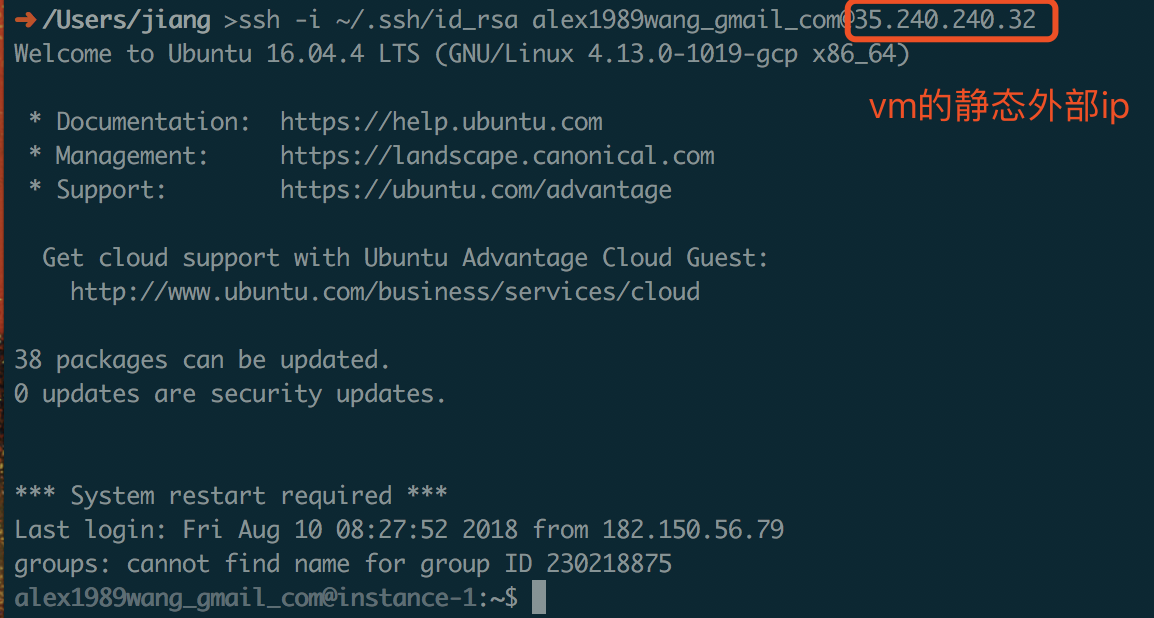 ➜ /Users/jiang >ssh -i ~/.ssh/id_rsa alex1989wang_gmail_com@35.240.240.32
Welcome to Ubuntu 16.04.4 LTS (GNU/Linux 4.13.0-1019-gcp x86_64)
vm的静态外部ip
* Documentation: https://help.ubuntu.com
* Management: https://landscape.canonical.com
* Support: https://ubuntu.com/advantage
Get cloud support with Ubuntu Advantage Cloud Guest:
http://www.ubuntu.com/business/services/cloud
38 packages can be updated.
0 updates are security updates.
*** System restart required ***
Last login: Fri Aug 10 08:27:52 2018 from 182.150.56.79
groups: cannot find name for group ID 230218875
alex1989wang_gmail_com@instance-1:~$